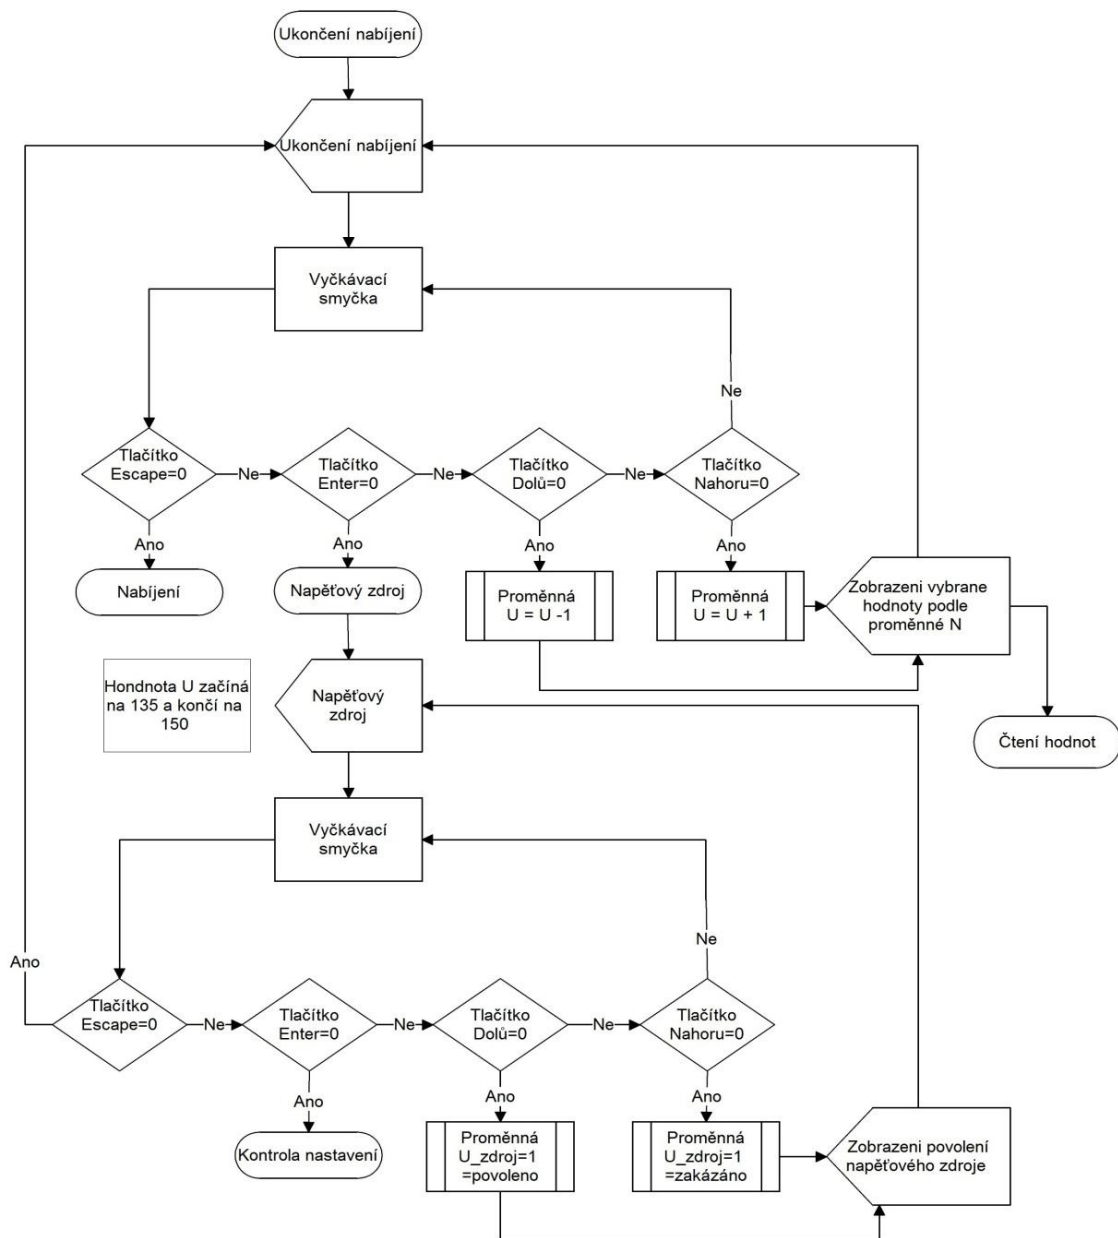 Ukončení nabíjení
Ukončení nabíjení
Vyčkávací
smyčka
Ne
Tlačítko
Escape=0
Ne
Tlačítko
Enter=0
Ne
Tlačítko
Dolů=0
Ne
Tlačítko
Nahoru=0
Ano
Ano
Ano
Ano
Nabíjení
Napěťový zdroj
Proměnná
U = U -1
Proměnná
U = U + 1
Zobrazeni vybrane
hodnoty podle
proměnné N
Hondnota U začíná
na 135 a končí na
150
Napěťový
zdroj
Čtení hodnot
Vyčkávací
smyčka
Ne
Ano
Tlačítko
Escape=0
Ne
Tlačítko
Enter=0
Ne
Tlačítko
Dolů=0
Ne
Tlačítko
Nahoru=0
Ano
Ano
Ano
Kontrola nastavení
Proměnná
U_zdroj=1
=povoleno
Proměnná
U_zdroj=1
=zakázáno
Zobrazeni povolení
napěťového zdroje